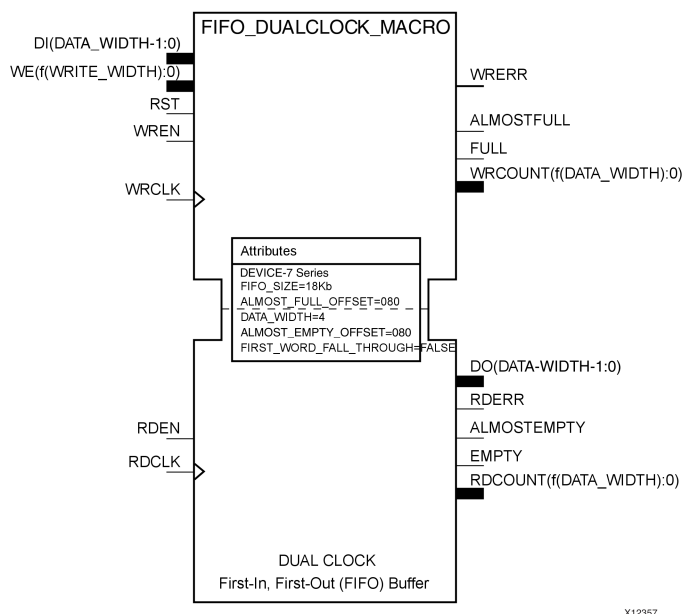 FIFO_DUALCLOCK_MACRO
DI(DATA_WIDTH-1:0)
WE(f(WRITE_WIDTH):0)
RST
WREN
WRCLK
WRERR
ALMOSTFULL
FULL
WRCOUNT(f(DATA_WIDTH):0)
Attributes
DEVICE-7 Series
FIFO_SIZE=18Kb
ALMOST_FULL_OFFSET=080
DATA_WIDTH=4
ALMOST_EMPTY_OFFSET=080
FIRST_WORD_FALL_THROUGH=FALSE
RDEN
RDCLK
DO(DATA-WIDTH-1:0)
RDERR
ALMOSTEMPTY
EMPTY
RDCOUNT(f(DATA_WIDTH):0)
DUAL CLOCK
First-In, First-Out (FIFO) Buffer
X12357